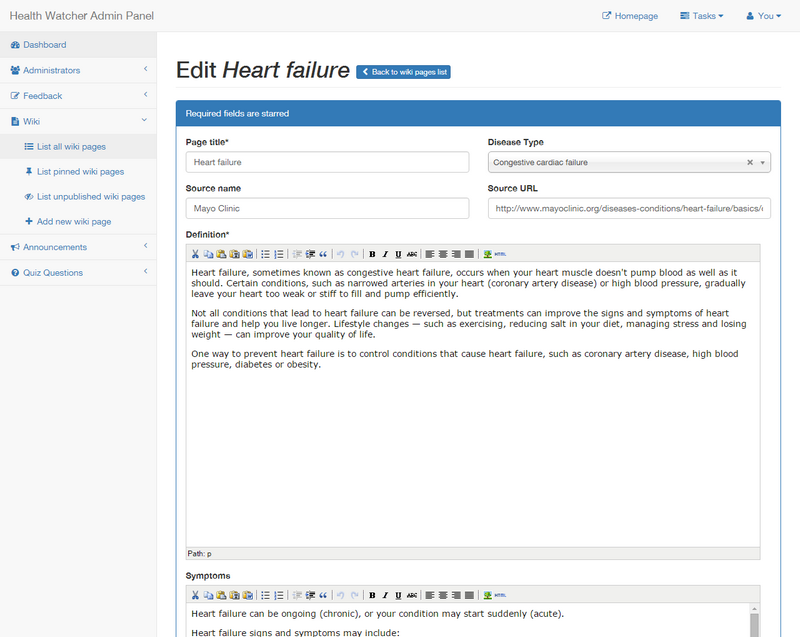 Health Watcher Admin Panel
Homepage
Tasks
You
Dashboard
Administrators
Feedback
Wiki
List all wiki pages
List pinned wiki pages
List unpublished wiki pages
Add new wiki page
Announcements
Quiz Questions
Edit Heart failure
Back to wiki pages list
Required fields are starred
Page title*
Disease Type
Heart failure
Congestive cardiac failure
Source name
Source URL
Mayo Clinic
http://www.mayoclinic.org/diseases-conditions/heart-failure/basics/
Definition*
B I U ABC
HTML
Heart failure, sometimes known as congestive heart failure, occurs when your heart muscle doesn't pump blood as well as it
should. Certain conditions, such as narrowed arteries in your heart (coronary artery disease) or high blood pressure, gradually
leave your heart too weak or stiff to fill and pump efficiently.
Not all conditions that lead to heart failure can be reversed, but treatments can improve the signs and symptoms of heart
failure and help you live longer. Lifestyle changes — such as exercising, reducing salt in your diet, managing stress and losing
weight — can improve your quality of life.
One way to prevent heart failure is to control conditions that cause heart failure, such as coronary artery disease, high blood
pressure, diabetes or obesity.
Path: p
Symptoms
B I U ABC
HTML
Heart failure can be ongoing (chronic), or your condition may start suddenly (acute).
Heart failure signs and symptoms may include: